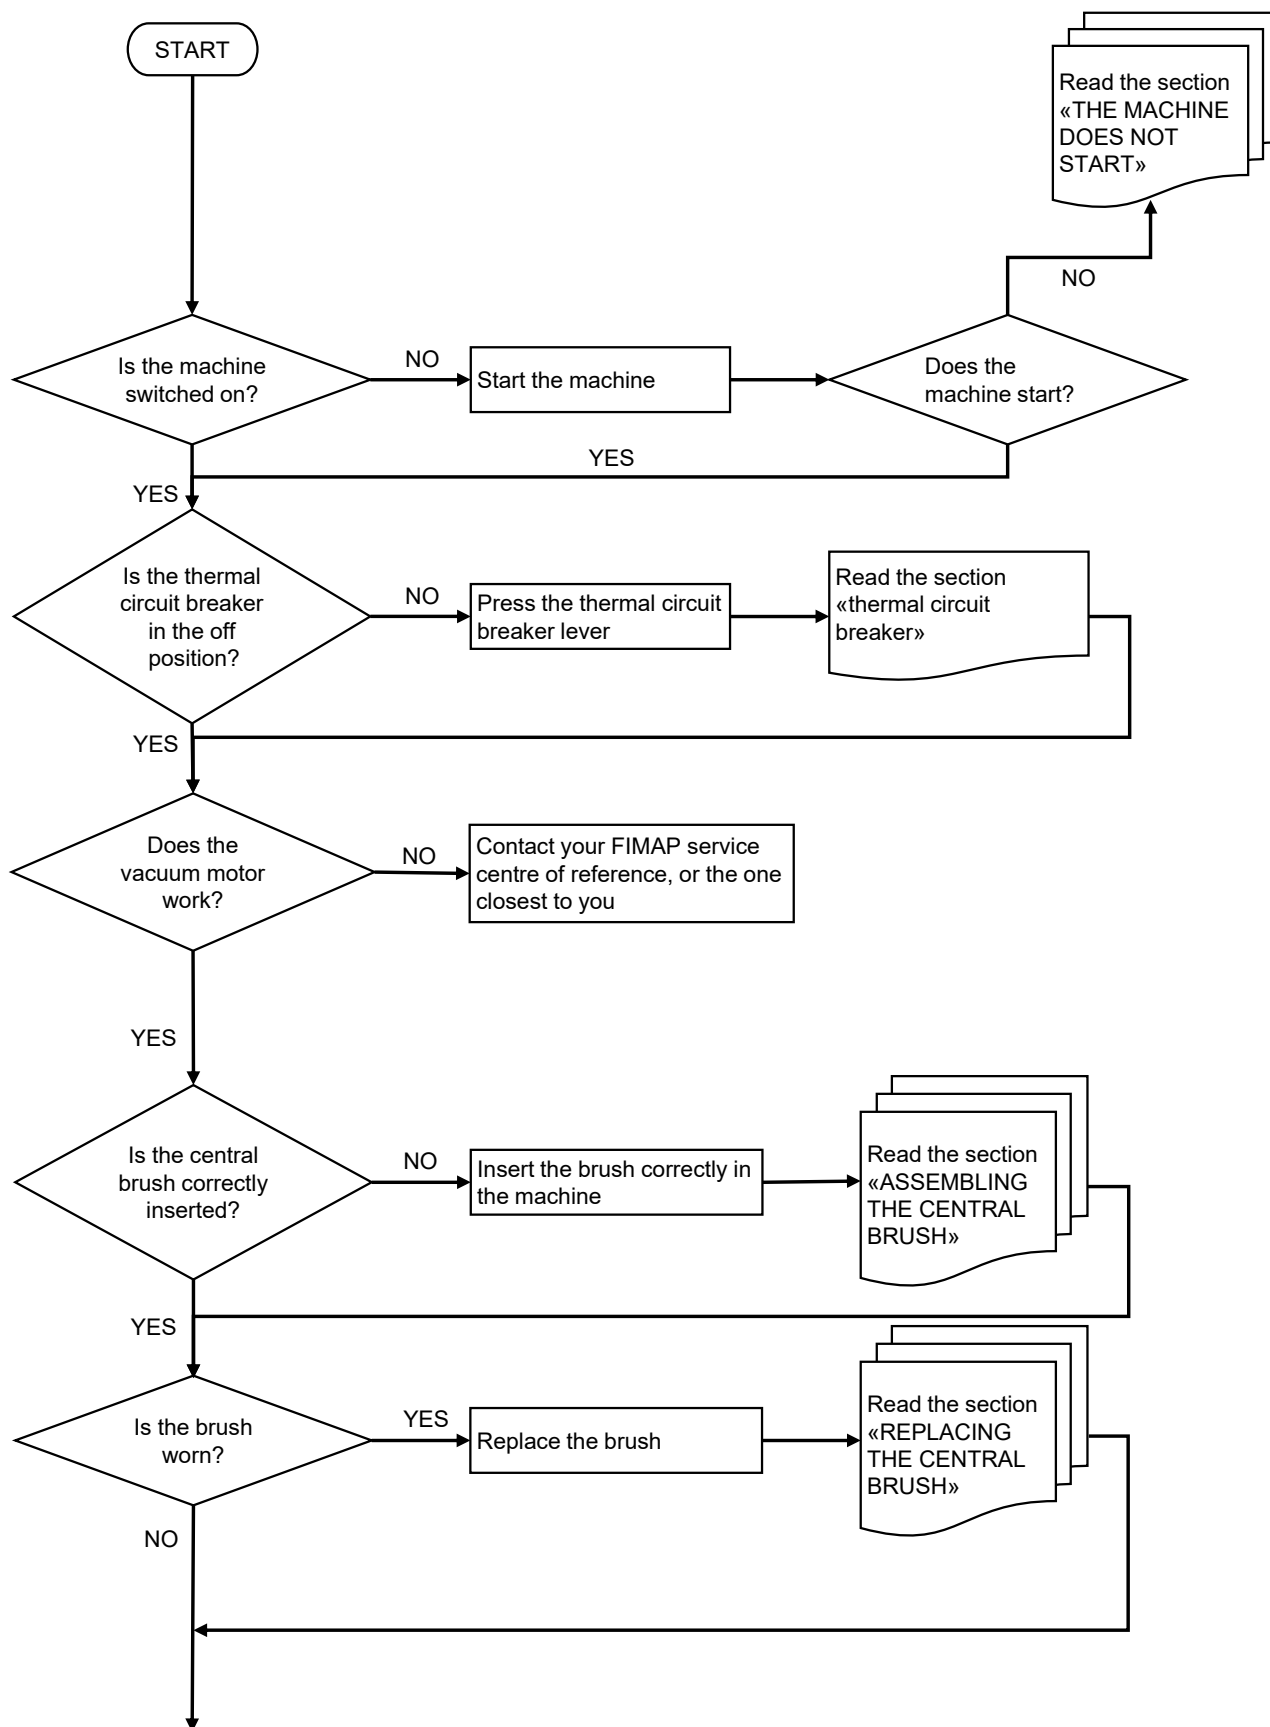 START
Read the section
«THE MACHINE
DOES NOT
START»
NO
Is the machine
switched on?
NO
Start the machine
Does the
machine start?
YES
YES
Is the thermal
circuit breaker
in the off
position?
NO
Press the thermal circuit
breaker lever
Read the section
«thermal circuit
breaker»
YES
Does the
vacuum motor
work?
NO
Contact your FIMAP service
centre of reference, or the one
closest to you
YES
Is the central
brush correctly
inserted?
NO
Insert the brush correctly in
the machine
Read the section
«ASSEMBLING
THE CENTRAL
BRUSH»
YES
Is the brush
worn?
YES
Replace the brush
Read the section
«REPLACING
THE CENTRAL
BRUSH»
NO